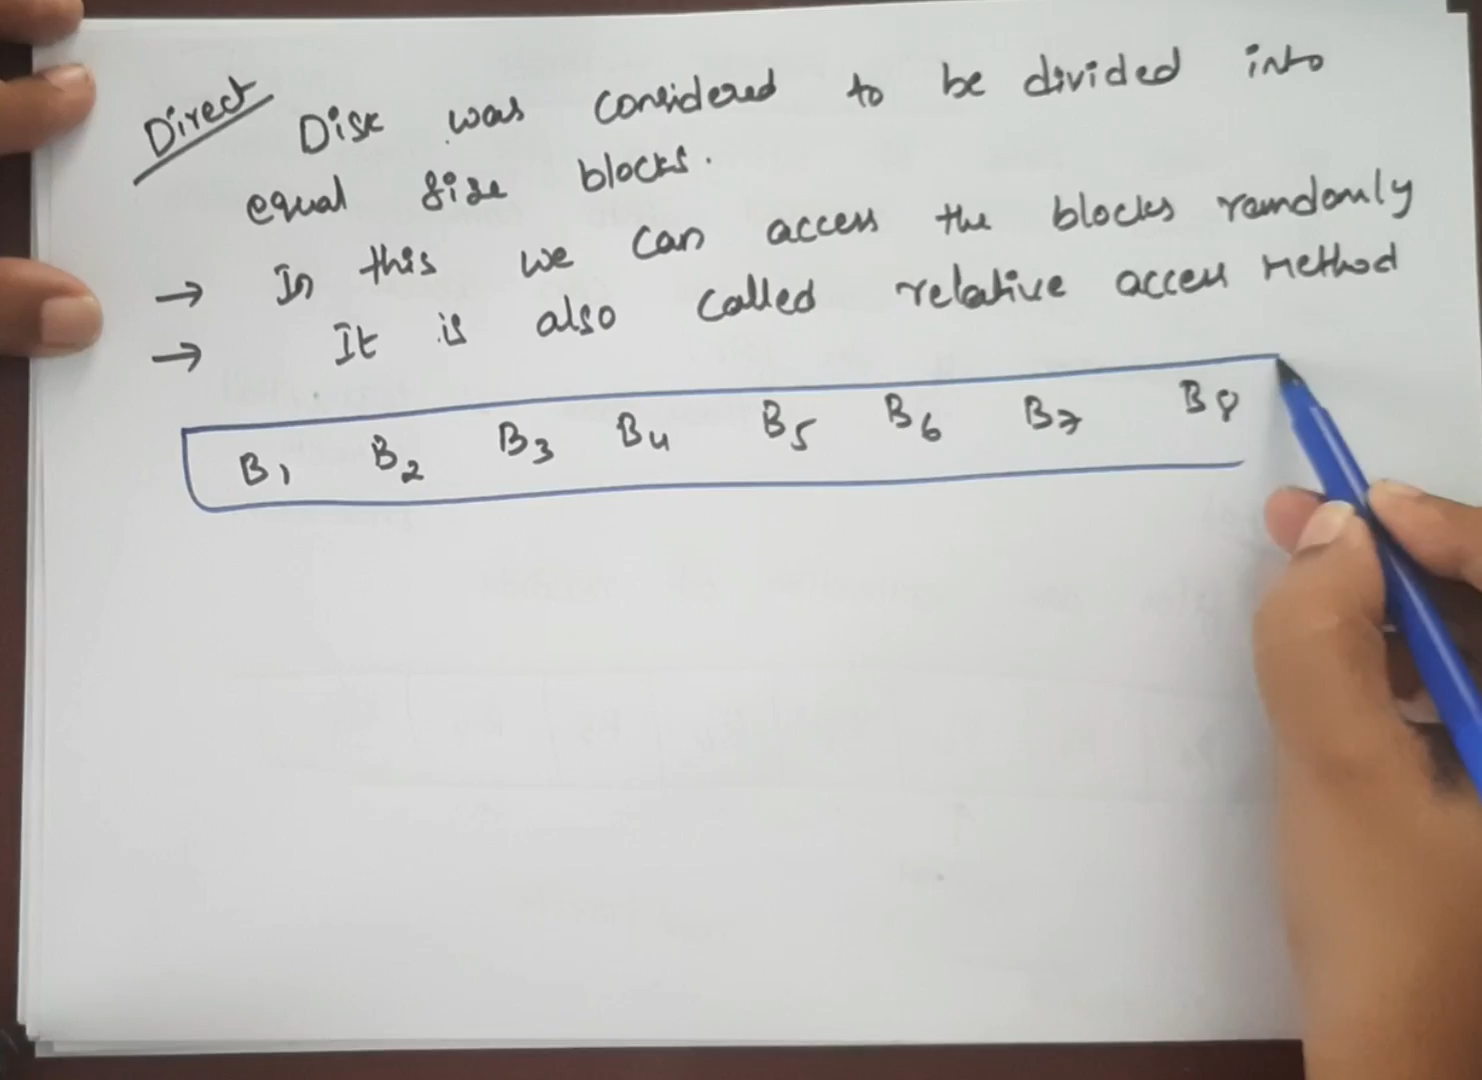 Direct Disk was considered to be divided into
equal size blocks.
→ In this we can access the blocks randomly
→ It is also called relative access Method
B1 B2 B3 B4 B5 B6 B7 B8